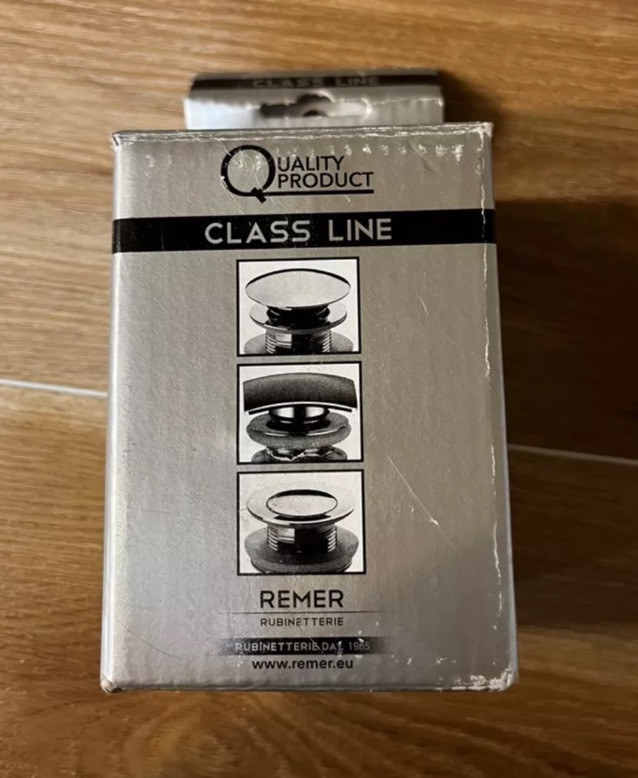 CLASS LINE
QUALITY
PRODUCT
CLASS LINE
REMER
RUBINETTERIE
RUBINETTERIE DAL 1965
www.remer.eu